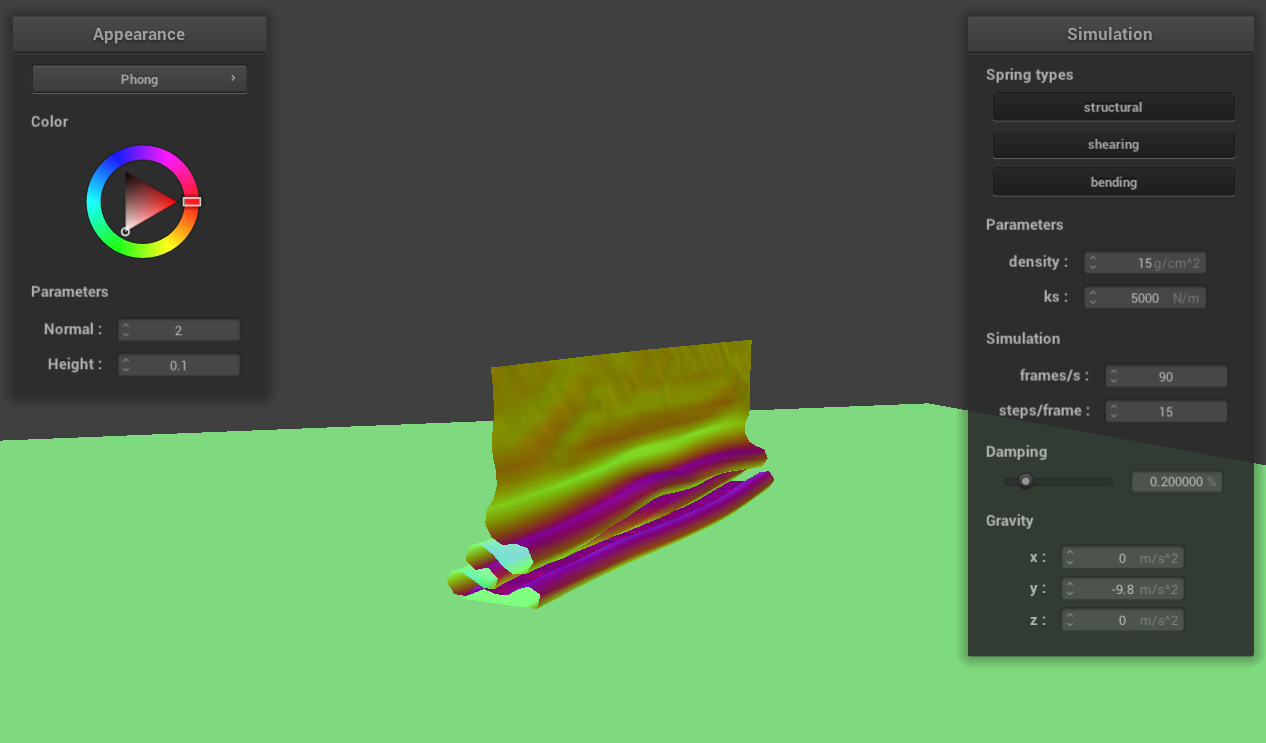 Appearance
Phong
Color
Parameters
Normal : 2
Height : 0.1
Simulation
Spring types
structural
shearing
bending
Parameters
density : 15 g/cm^2
ks : 5000 N/m
Simulation
frames/s : 90
steps/frame : 15
Damping
0.200000 %
Gravity
x : 0 m/s^2
y : -9.8 m/s^2
z : 0 m/s^2